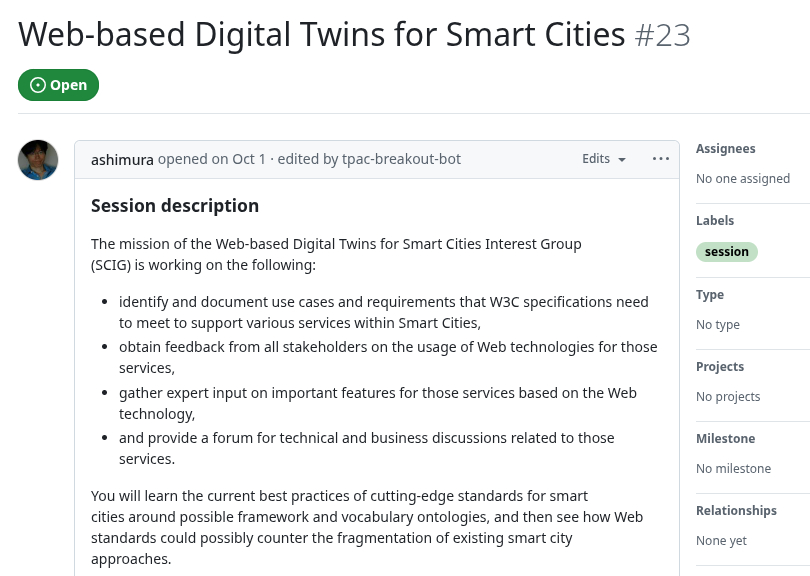 Web-based Digital Twins for Smart Cities #23
Open
ashimura opened on Oct 1 · edited by tpac-breakout-bot
Edits
Session description
The mission of the Web-based Digital Twins for Smart Cities Interest Group
(SCIG) is working on the following:
identify and document use cases and requirements that W3C specifications need
to meet to support various services within Smart Cities,
obtain feedback from all stakeholders on the usage of Web technologies for those
services,
gather expert input on important features for those services based on the Web
technology,
and provide a forum for technical and business discussions related to those
services.
You will learn the current best practices of cutting-edge standards for smart
cities around possible framework and vocabulary ontologies, and then see how Web
standards could possibly counter the fragmentation of existing smart city
approaches.
Assignees
No one assigned
Labels
session
Type
No type
Projects
No projects
Milestone
No milestone
Relationships
None yet